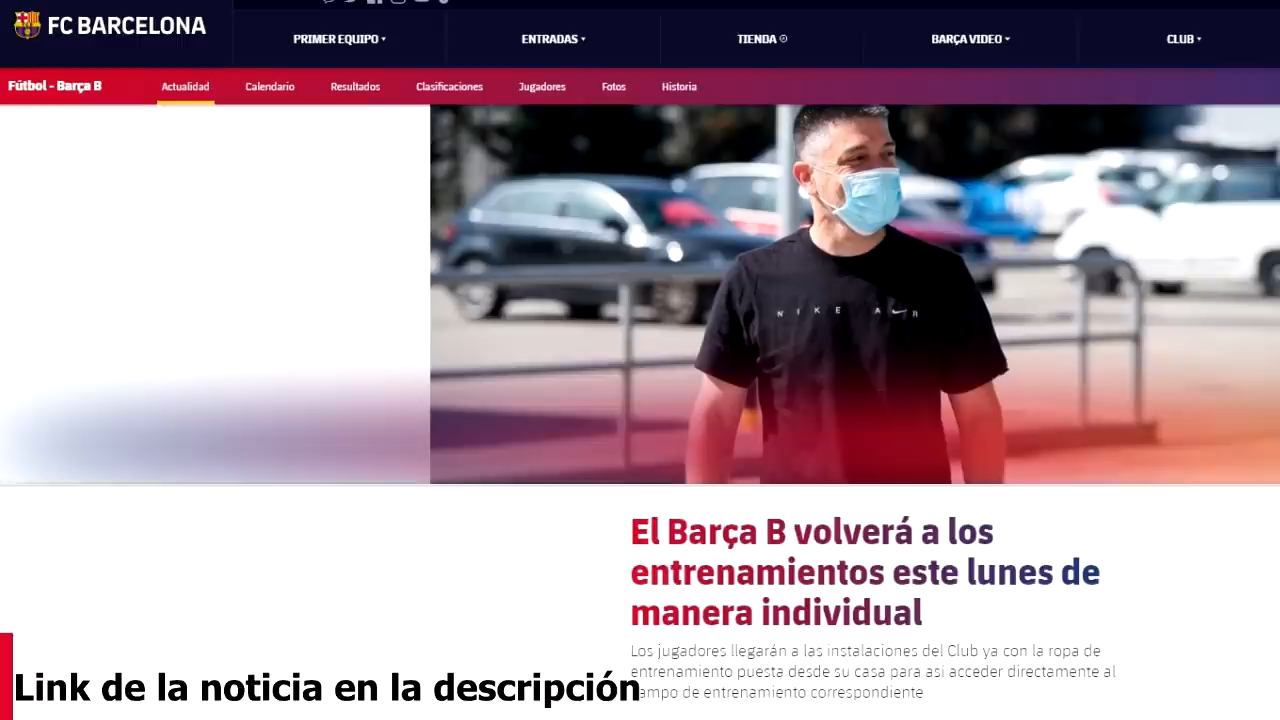 FC BARCELONA
PRIMER EQUIPO
ENTRADAS
TIENDA
BARÇA VIDEO
CLUB
Fútbol - Barça B
Actualidad
Calendario
Resultados
Clasificaciones
Jugadores
Fotos
Historia
NIKE AIR
El Barça B volverá a los
entrenamientos este lunes de
manera individual
Los jugadores llegarán a las instalaciones del Club ya con la ropa de
entrenamiento puesta desde su casa para asi acceder directamente al
campo de entrenamiento correspondiente
Link de la noticia en la descripción